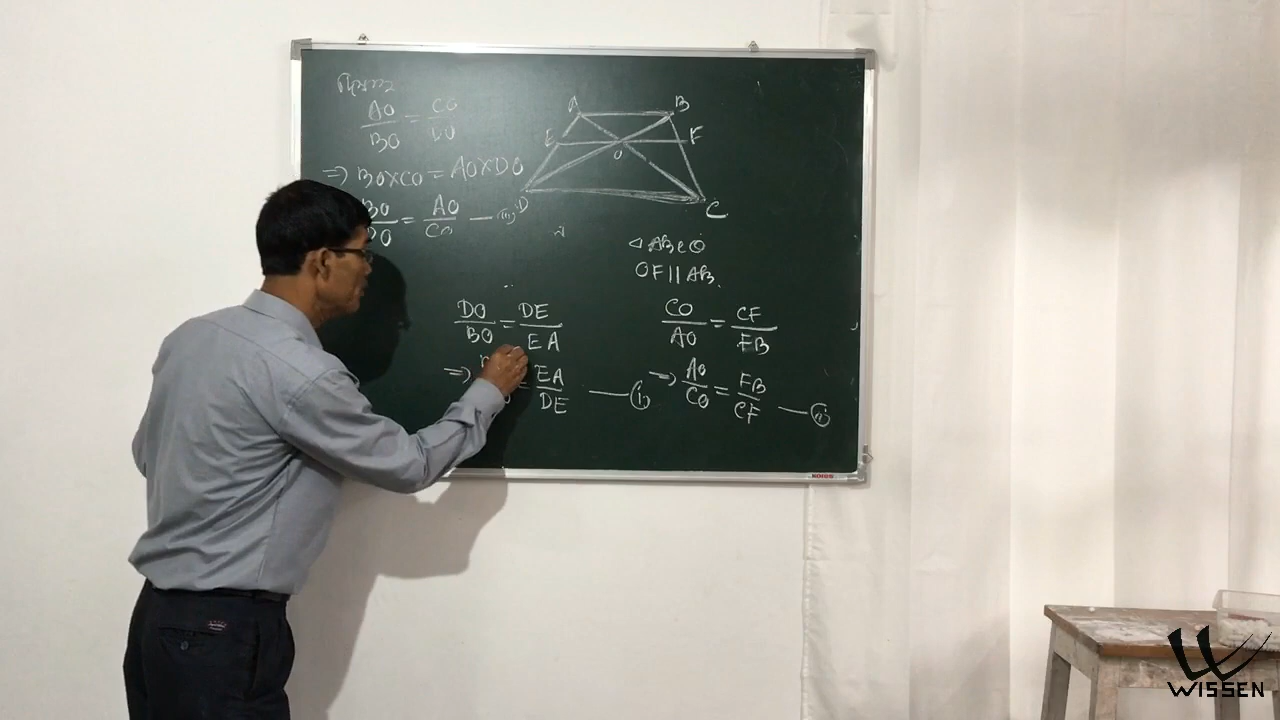 AO/BO = CO/DO
⇒ BO×CO = AO×DO
BO/DO = AO/CO — (iii)
A B
E F
O
D C
△ABC
OF||AB
DO/BO = DE/EA
CO/AO = CF/FB
⇒ = EA/DE — (i)
⇒ AO/CO = FB/CF — (ii)
KOIOS
WISSEN